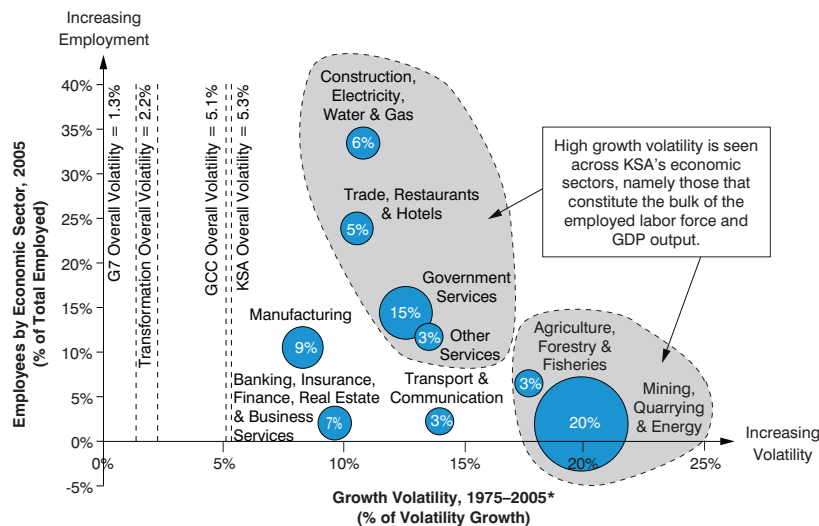 Increasing
Employment
Employees by Economic Sector, 2005
(% of Total Employed)
40%
35%
30%
25%
20%
15%
10%
5%
0%
-5%
G7 Overall Volatility = 1.3%
Transformation Overall Volatility = 2.2%
GCC Overall Volatility = 5.1%
KSA Overall Volatility = 5.3%
Construction,
Electricity,
Water & Gas
6%
Trade, Restaurants
& Hotels
5%
Government
Services
15%
3%
Other
Services
Manufacturing
9%
Banking, Insurance,
Finance, Real Estate
& Business
Services
7%
Transport &
Communication
3%
Agriculture,
Forestry &
Fisheries
3%
Mining,
Quarrying
& Energy
20%
High growth volatility is seen
across KSA's economic
sectors, namely those that
constitute the bulk of the
employed labor force and
GDP output.
0%
5%
10%
15%
20%
25%
Increasing
Volatility
Growth Volatility, 1975–2005*
(% of Volatility Growth)